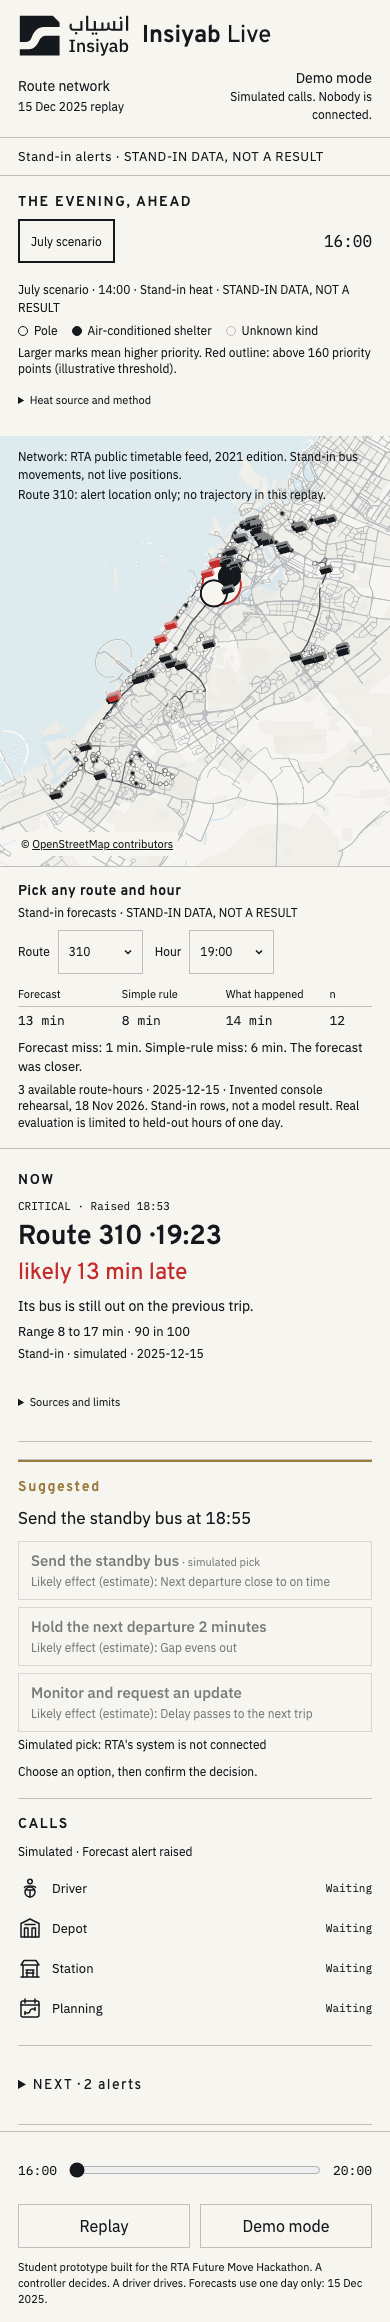 انسياب
Insiyab
Insiyab Live
Route network
15 Dec 2025 replay
Demo mode
Simulated calls. Nobody is
connected.
Stand-in alerts · STAND-IN DATA, NOT A RESULT
THE EVENING, AHEAD
July scenario
16:00
July scenario · 14:00 · Stand-in heat · STAND-IN DATA, NOT A
RESULT
Pole
Air-conditioned shelter
Unknown kind
Larger marks mean higher priority. Red outline: above 160 priority
points (illustrative threshold).
Heat source and method
Network: RTA public timetable feed, 2021 edition. Stand-in bus
movements, not live positions.
Route 310: alert location only; no trajectory in this replay.
© OpenStreetMap contributors
Pick any route and hour
Stand-in forecasts · STAND-IN DATA, NOT A RESULT
Route 310 Hour 19:00
Forecast Simple rule What happened n
13 min 8 min 14 min 12
Forecast miss: 1 min. Simple-rule miss: 6 min. The forecast
was closer.
3 available route-hours · 2025-12-15 · Invented console
rehearsal, 18 Nov 2026. Stand-in rows, not a model result. Real
evaluation is limited to held-out hours of one day.
NOW
CRITICAL · Raised 18:53
Route 310 ·19:23
likely 13 min late
Its bus is still out on the previous trip.
Range 8 to 17 min · 90 in 100
Stand-in · simulated · 2025-12-15
Sources and limits
Suggested
Send the standby bus at 18:55
Send the standby bus · simulated pick
Likely effect (estimate): Next departure close to on time
Hold the next departure 2 minutes
Likely effect (estimate): Gap evens out
Monitor and request an update
Likely effect (estimate): Delay passes to the next trip
Simulated pick: RTA's system is not connected
Choose an option, then confirm the decision.
CALLS
Simulated · Forecast alert raised
Driver Waiting
Depot Waiting
Station Waiting
Planning Waiting
NEXT · 2 alerts
16:00 20:00
Replay
Demo mode
Student prototype built for the RTA Future Move Hackathon. A
controller decides. A driver drives. Forecasts use one day only: 15 Dec
2025.